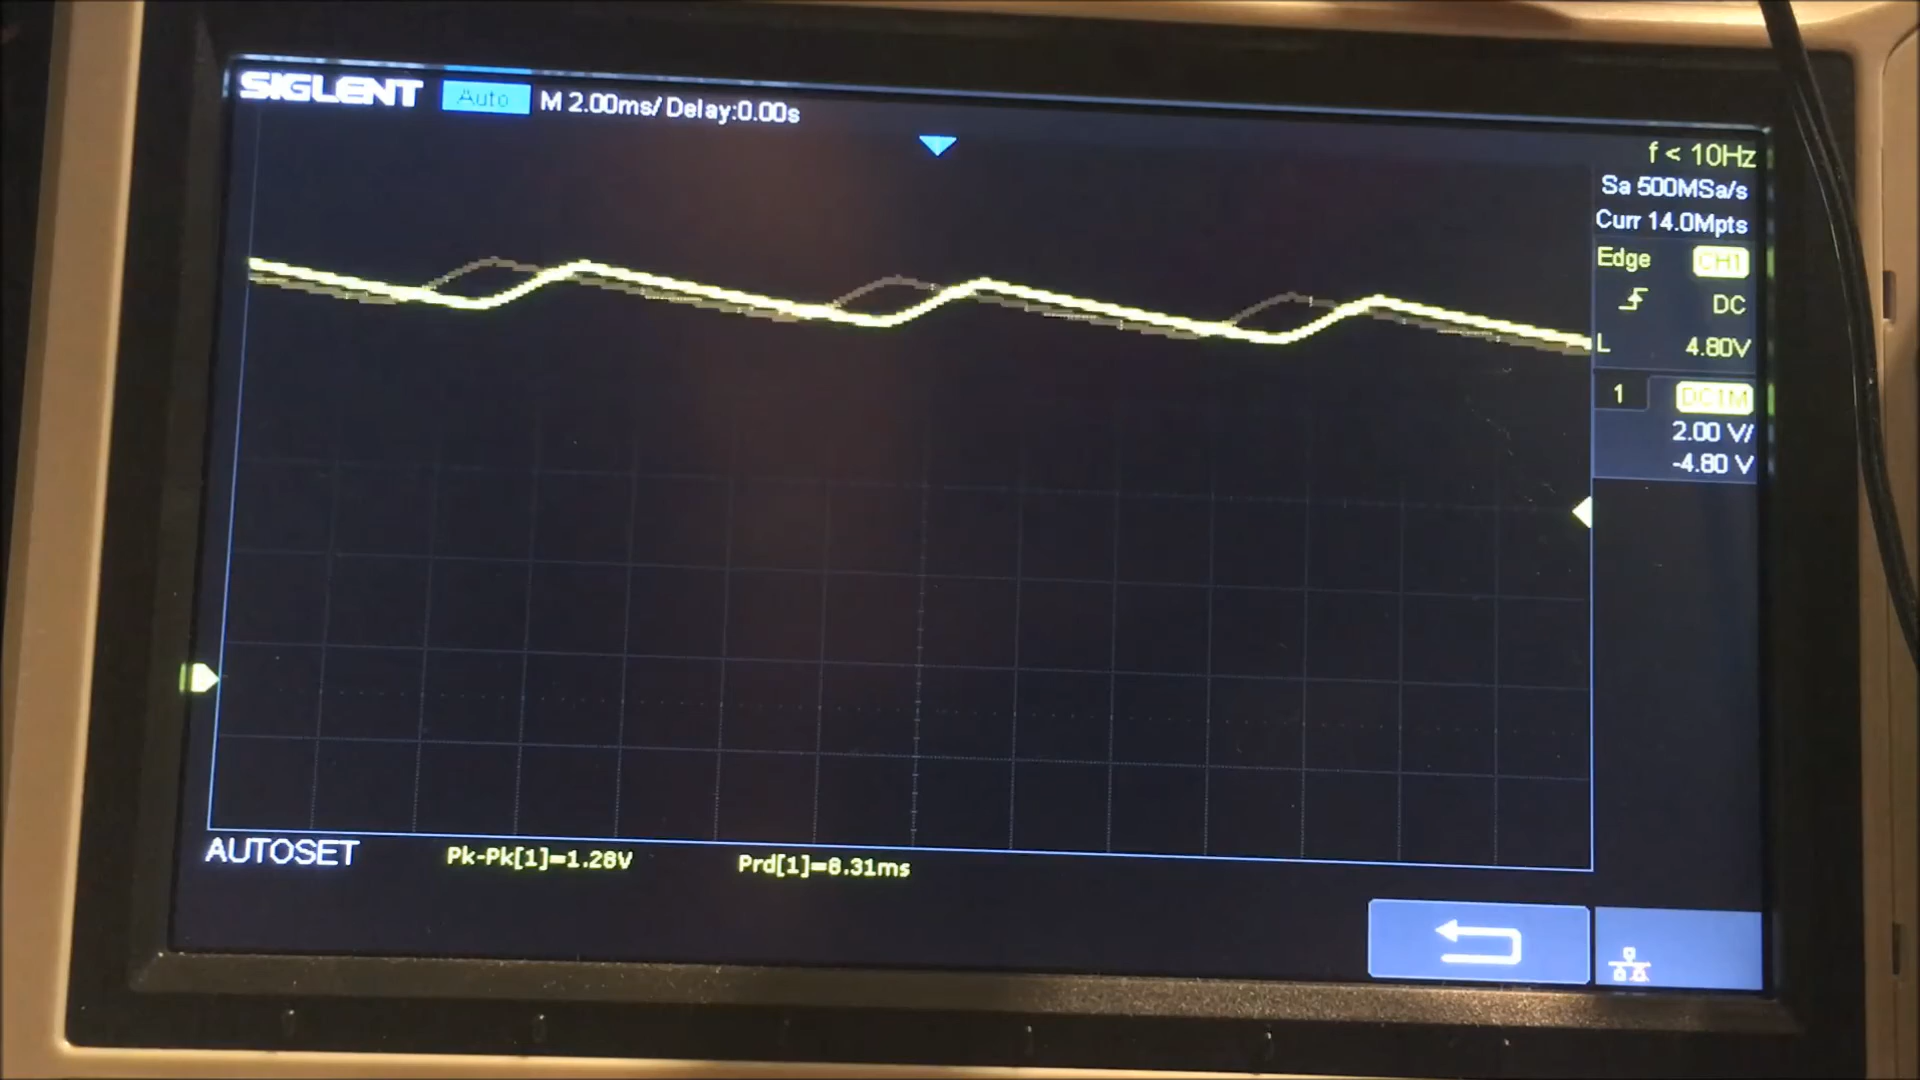 SIGLENT Auto M 2.00ms/ Delay:0.00s
f < 10Hz
Sa 500MSa/s
Curr 14.0Mpts
Edge CH1
DC
L 4.80V
1 DC1M
2.00 V/
-4.80 V
AUTOSET Pk-Pk[1]=1.28V Prd[1]=8.31ms